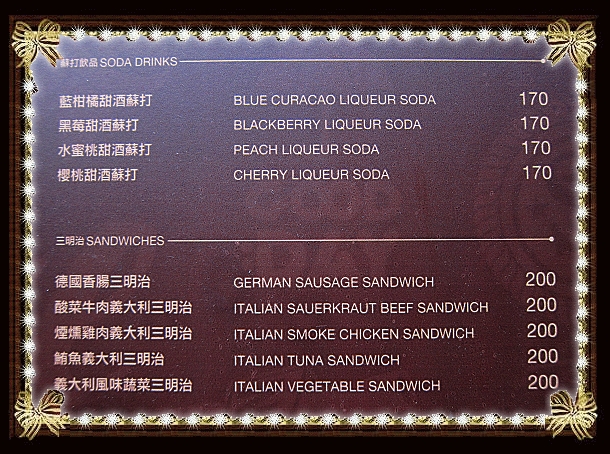 蘇打飲品 SODA DRINKS
藍柑橘甜酒蘇打 BLUE CURACAO LIQUEUR SODA 170
黑莓甜酒蘇打 BLACKBERRY LIQUEUR SODA 170
水蜜桃甜酒蘇打 PEACH LIQUEUR SODA 170
櫻桃甜酒蘇打 CHERRY LIQUEUR SODA 170
三明治 SANDWICHES
德國香腸三明治 GERMAN SAUSAGE SANDWICH 200
酸菜牛肉義大利三明治 ITALIAN SAUERKRAUT BEEF SANDWICH 200
煙燻雞肉義大利三明治 ITALIAN SMOKE CHICKEN SANDWICH 200
鮪魚義大利三明治 ITALIAN TUNA SANDWICH 200
義大利風味蔬菜三明治 ITALIAN VEGETABLE SANDWICH 200